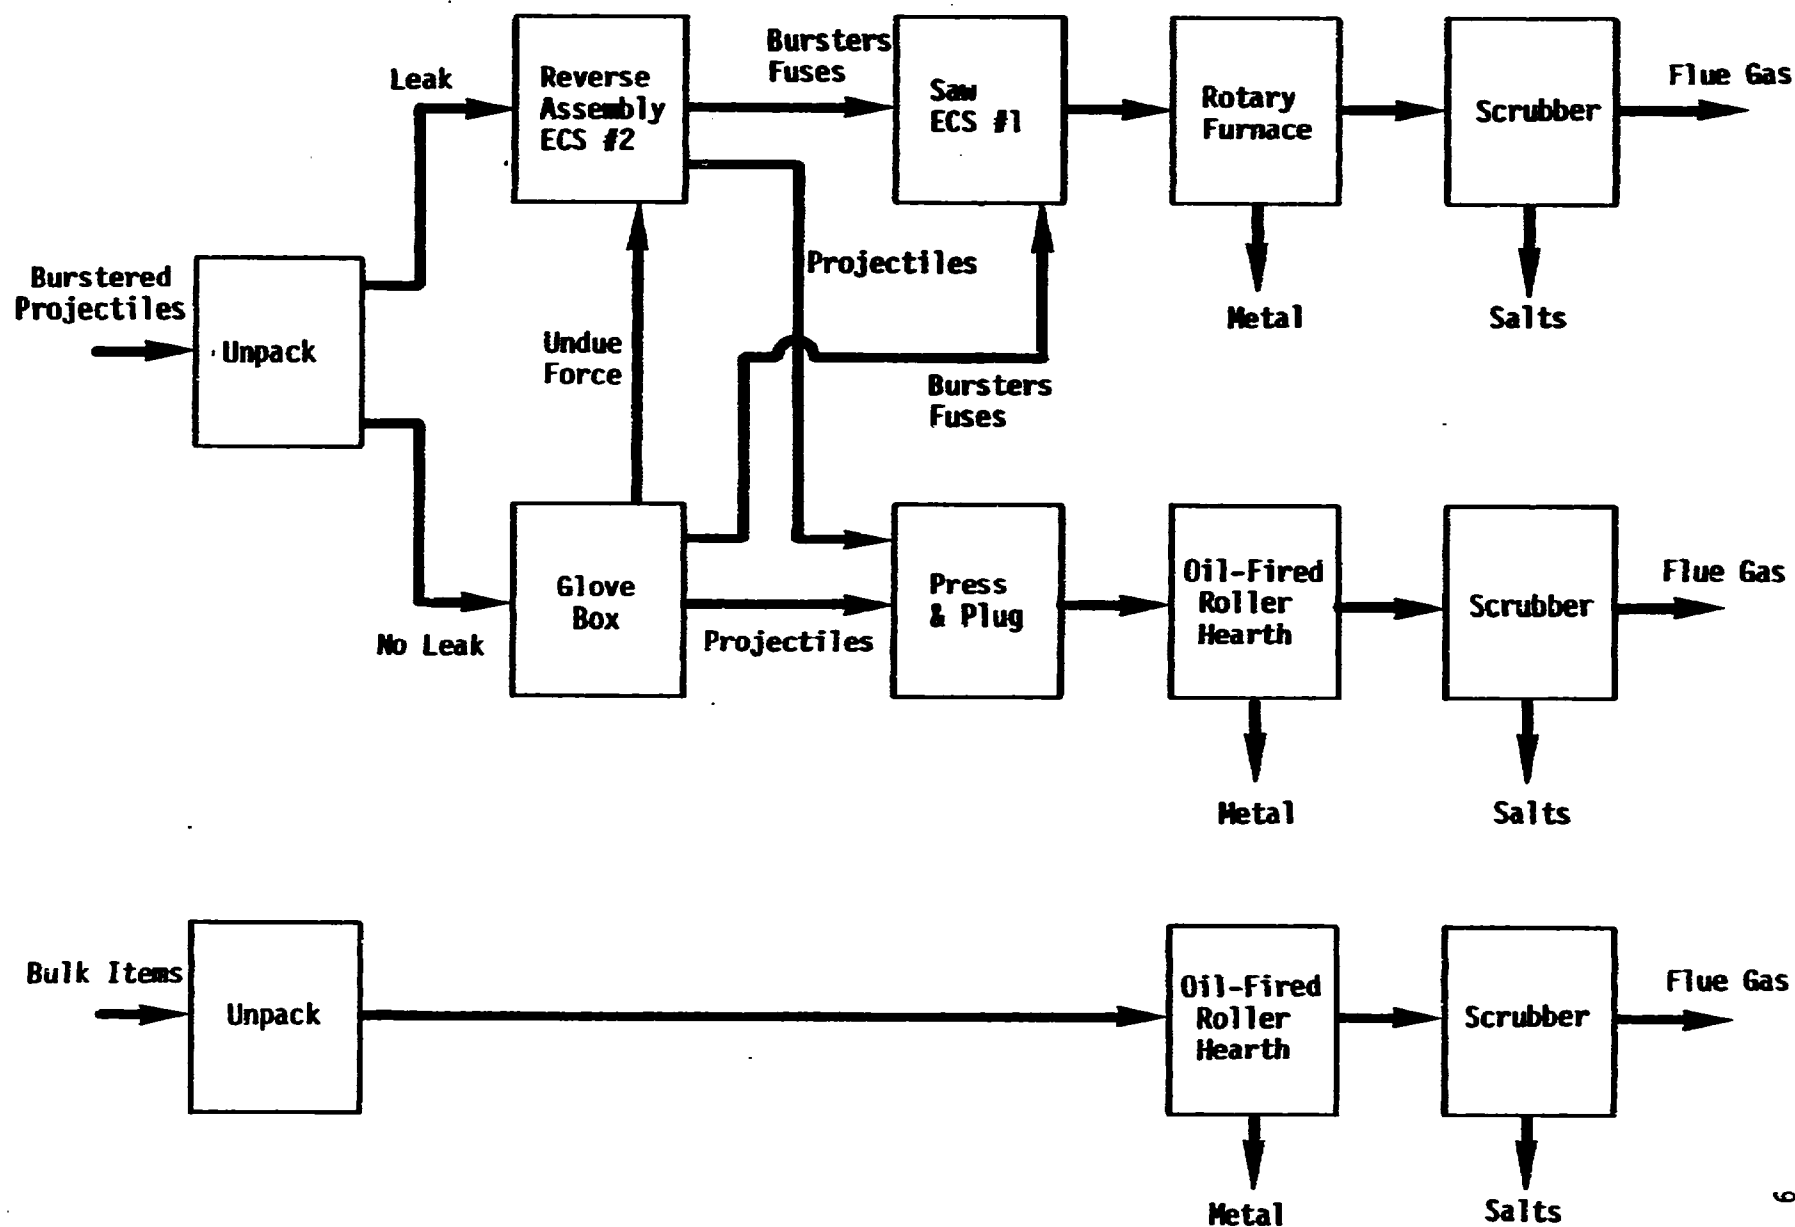 Bursters
Fuses
Leak
Reverse
Assembly
ECS #2
Saw
ECS #1
Rotary
Furnace
Scrubber
Flue Gas
Burstered
Projectiles
Unpack
Projectiles
Undue
Force
Bursters
Fuses
Metal
Salts
No Leak
Glove
Box
Projectiles
Press
& Plug
Oil-Fired
Roller
Hearth
Scrubber
Flue Gas
Metal
Salts
Bulk Items
Unpack
Oil-Fired
Roller
Hearth
Scrubber
Flue Gas
Metal
Salts
9